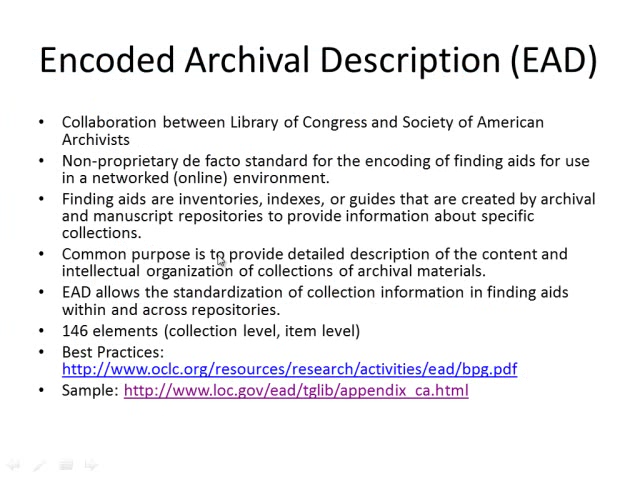 Encoded Archival Description (EAD)
• Collaboration between Library of Congress and Society of American
Archivists
• Non-proprietary de facto standard for the encoding of finding aids for use
in a networked (online) environment.
• Finding aids are inventories, indexes, or guides that are created by archival
and manuscript repositories to provide information about specific
collections.
• Common purpose is to provide detailed description of the content and
intellectual organization of collections of archival materials.
• EAD allows the standardization of collection information in finding aids
within and across repositories.
• 146 elements (collection level, item level)
• Best Practices:
http://www.oclc.org/resources/research/activities/ead/bpg.pdf
• Sample: http://www.loc.gov/ead/tglib/appendix_ca.html